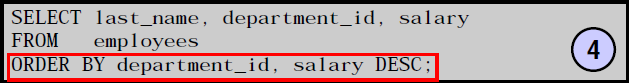 SELECT last_name, department_id, salary
FROM   employees
ORDER BY department_id, salary DESC;
4